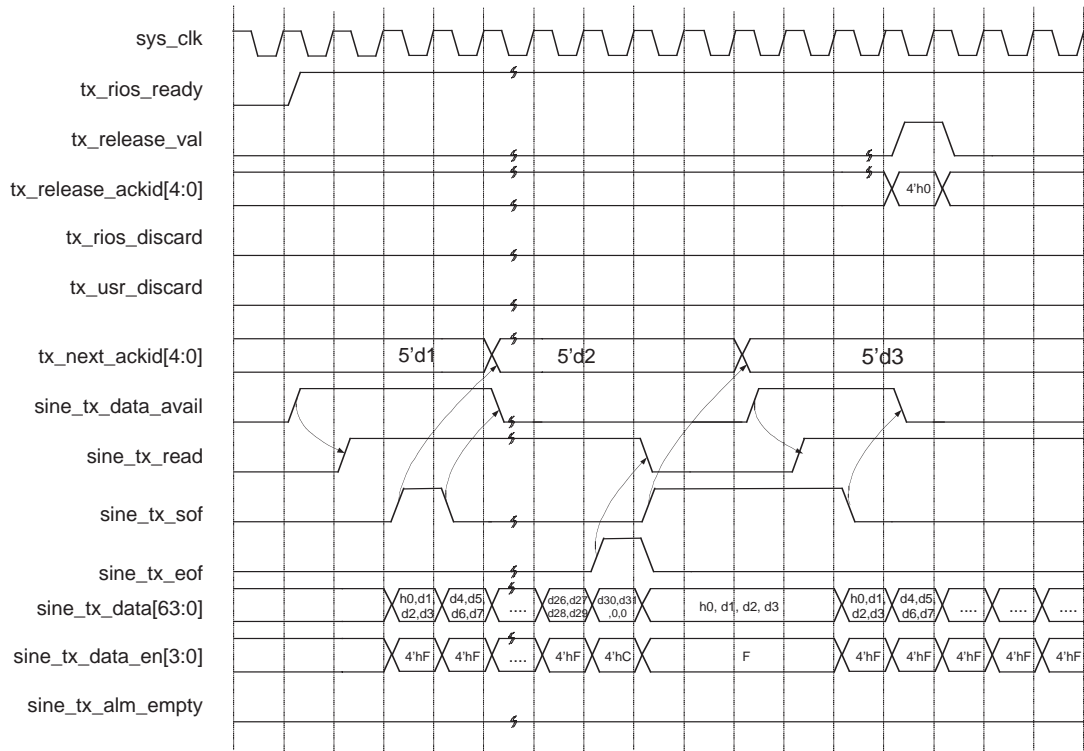 sys_clk
tx_rios_ready
tx_release_val
tx_release_ackid[4:0]
4'h0
tx_rios_discard
tx_usr_discard
tx_next_ackid[4:0]
5'd1
5'd2
5'd3
sine_tx_data_avail
sine_tx_read
sine_tx_sof
sine_tx_eof
sine_tx_data[63:0]
h0,d1
d2,d3
d4,d5,
d6,d7
....
d26,d27
d28,d29
d30,d31
,0,0
h0, d1, d2, d3
h0,d1
d2,d3
d4,d5,
d6,d7
....
....
....
sine_tx_data_en[3:0]
4'hF
4'hF
....
4'hF
4'hC
F
4'hF
4'hF
4'hF
4'hF
4'hF
sine_tx_alm_empty